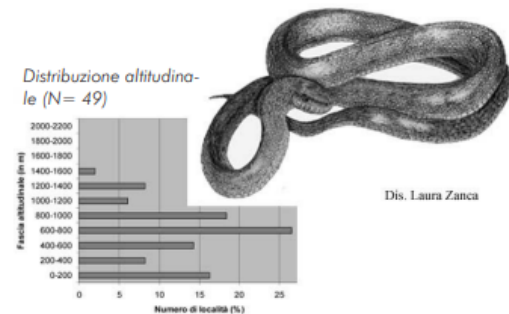 Distribuzione altitudina-
le (N= 49)
Fascia altitudinale (in m)
2000-2200
1800-2000
1600-1800
1400-1600
1200-1400
1000-1200
800-1000
600-800
400-600
200-400
0-200
0 5 10 15 20 25
Numero di località (%)
Dis. Laura Zanca